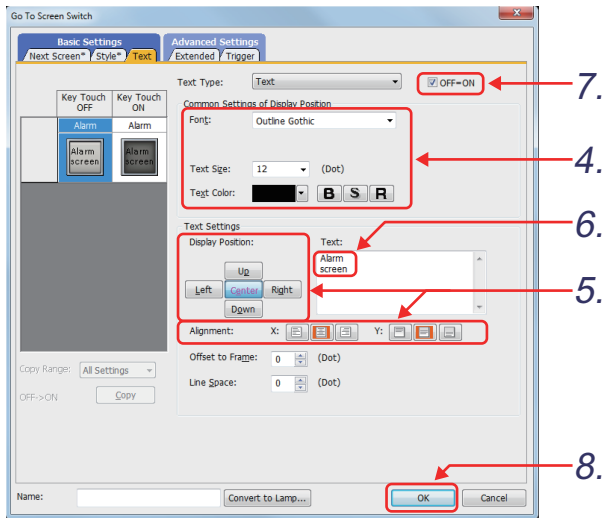 Go To Screen Switch
Basic Settings
Advanced Settings
Next Screen* Style* Text Extended Trigger
Text Type: Text OFF=ON 7.
Key Touch OFF
Key Touch ON
Alarm Alarm
Alarm screen
Alarm screen
Common Settings of Display Position
Font: Outline Gothic
4.
Text Size: 12 (Dot)
Text Color: B S R
6.
Text Settings
Display Position: Text:
Alarm
screen
Up
Left Center Right
Down
5.
Alignment: X: Y:
Offset to Frame: 0 (Dot)
Line Space: 0 (Dot)
Copy Range: All Settings
OFF->ON Copy
8.
Name: Convert to Lamp... OK Cancel